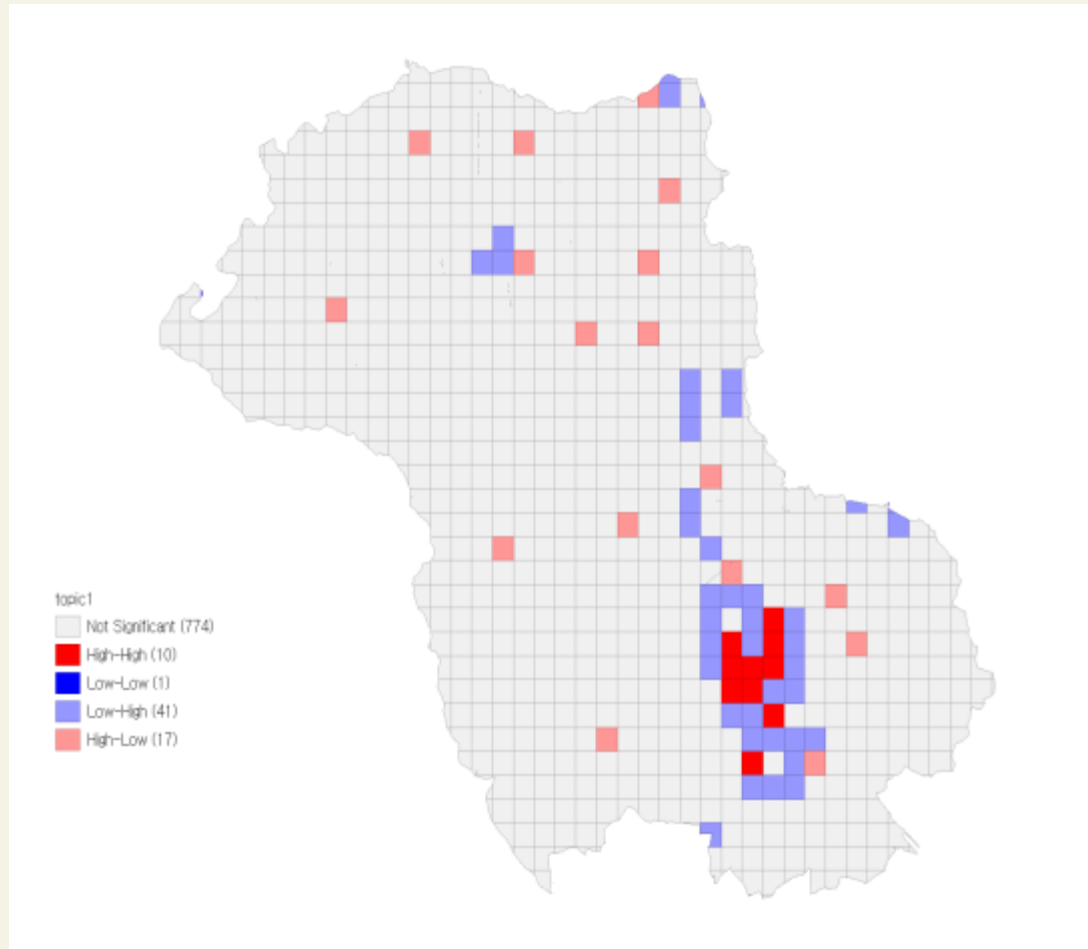 topic1
Not Significant (774)
High-High (10)
Low-Low (1)
Low-High (41)
High-Low (17)